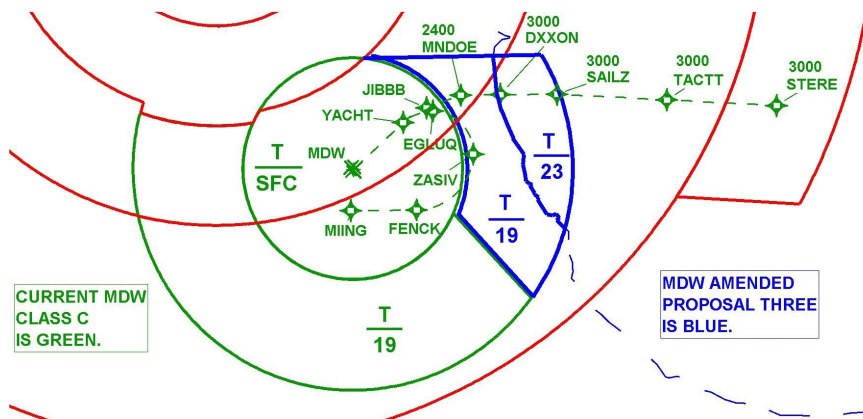 2400
MNDOE
3000
DXXON
3000
SAILZ
3000
TACTT
3000
STERE
JIBBB
YACHT
EGLUQ
T
SFC
MDW
ZASIV
T
23
T
19
MIING
FENCK
CURRENT MDW
CLASS C
IS GREEN.
T
19
MDW AMENDED
PROPOSAL THREE
IS BLUE.